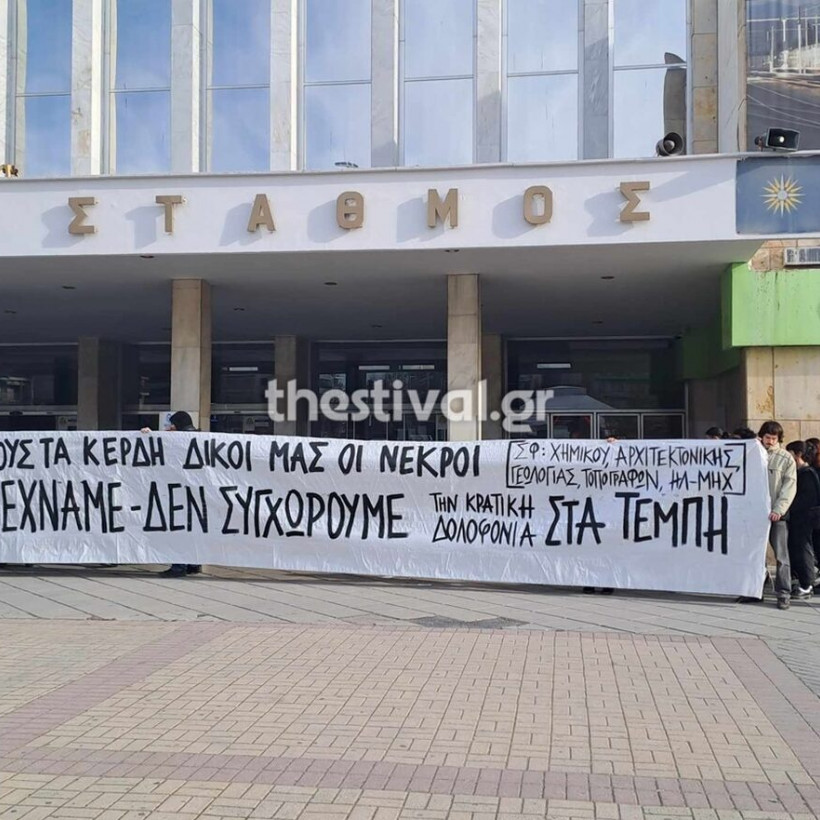 ΣΤΑΘΜΟΣ
thestival.gr
ΤΑ ΚΕΡΔΗ ΔΙΚΟΙ ΜΑΣ ΟΙ ΝΕΚΡΟΙ
ΣΦ: ΧΗΜΙΚΟΥ, ΑΡΧΙΤΕΚΤΟΝΙΚΗΣ,
ΓΕΩΛΟΓΙΑΣ, ΤΟΠΟΓΡΑΦΩΝ, ΗΛ-ΜΗΧ
ΕΧΝΑΜΕ-ΔΕΝ ΣΥΓΧΩΡΟΥΜΕ ΤΗΝ ΚΡΑΤΙΚΗ ΔΟΛΟΦΟΝΙΑ ΣΤΑ ΤΕΜΠΗ